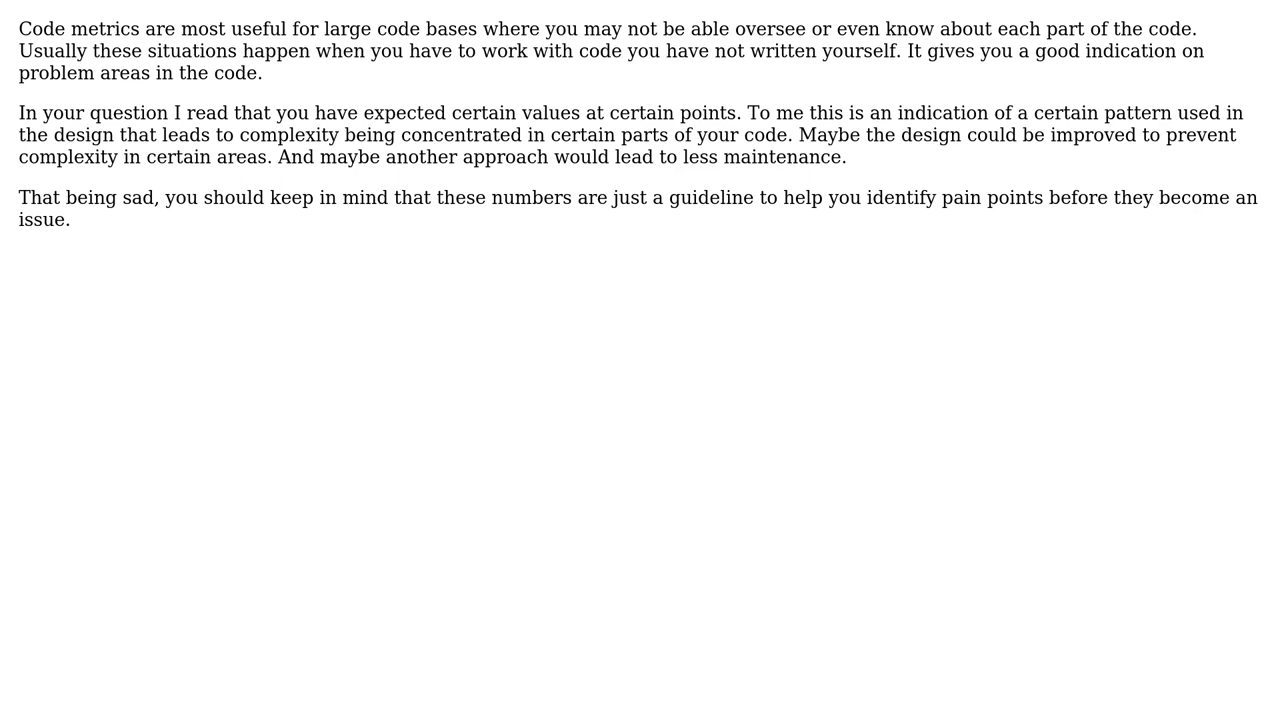 Code metrics are most useful for large code bases where you may not be able oversee or even know about each part of the code.
Usually these situations happen when you have to work with code you have not written yourself. It gives you a good indication on
problem areas in the code.
In your question I read that you have expected certain values at certain points. To me this is an indication of a certain pattern used in
the design that leads to complexity being concentrated in certain parts of your code. Maybe the design could be improved to prevent
complexity in certain areas. And maybe another approach would lead to less maintenance.
That being sad, you should keep in mind that these numbers are just a guideline to help you identify pain points before they become an
issue.